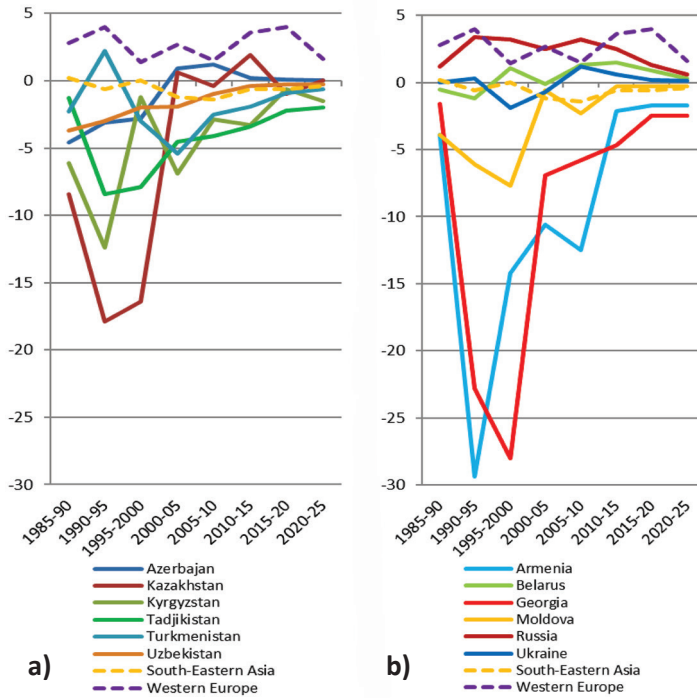 5
0
-5
-10
-15
-20
-25
-30
1985-90
1990-95
1995-2000
2000-05
2005-10
2010-15
2015-20
2020-25
Azerbajan
Kazakhstan
Kyrgyzstan
Tadjikistan
Turkmenistan
Uzbekistan
South-Eastern Asia
Western Europe
a)
5
0
-5
-10
-15
-20
-25
-30
1985-90
1990-95
1995-2000
2000-05
2005-10
2010-15
2015-20
2020-25
Armenia
Belarus
Georgia
Moldova
Russia
Ukraine
South-Eastern Asia
Western Europe
b)